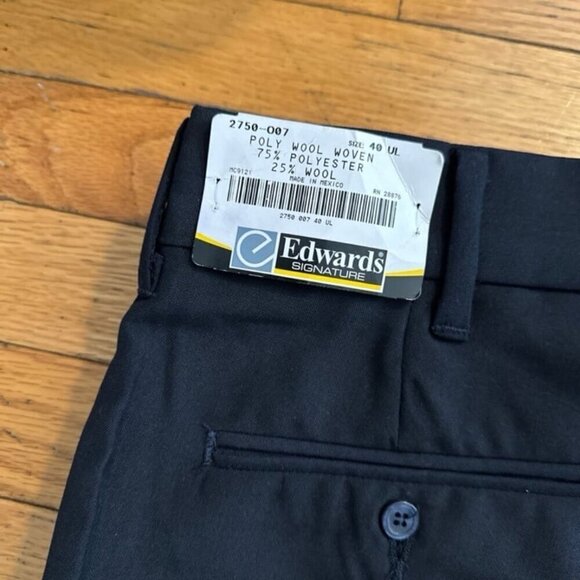 2750-007 SIZE: 40 UL
POLY WOOL WOVEN
75% POLYESTER
25% WOOL
MC9121 MADE IN MEXICO RN 28876
2750 007 40 UL
e Edwards®
SIGNATURE